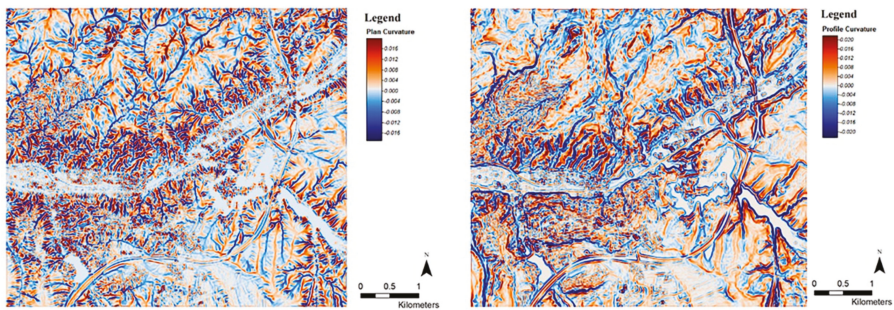 Legend
Plan Curvature
0.016
0.012
0.008
0.004
0.000
-0.004
-0.008
-0.012
-0.016
N
0 0.5 1
Kilometers
Legend
Profile Curvature
0.020
0.016
0.012
0.008
0.004
0.000
-0.004
-0.008
-0.012
-0.016
-0.020
N
0 0.5 1
Kilometers